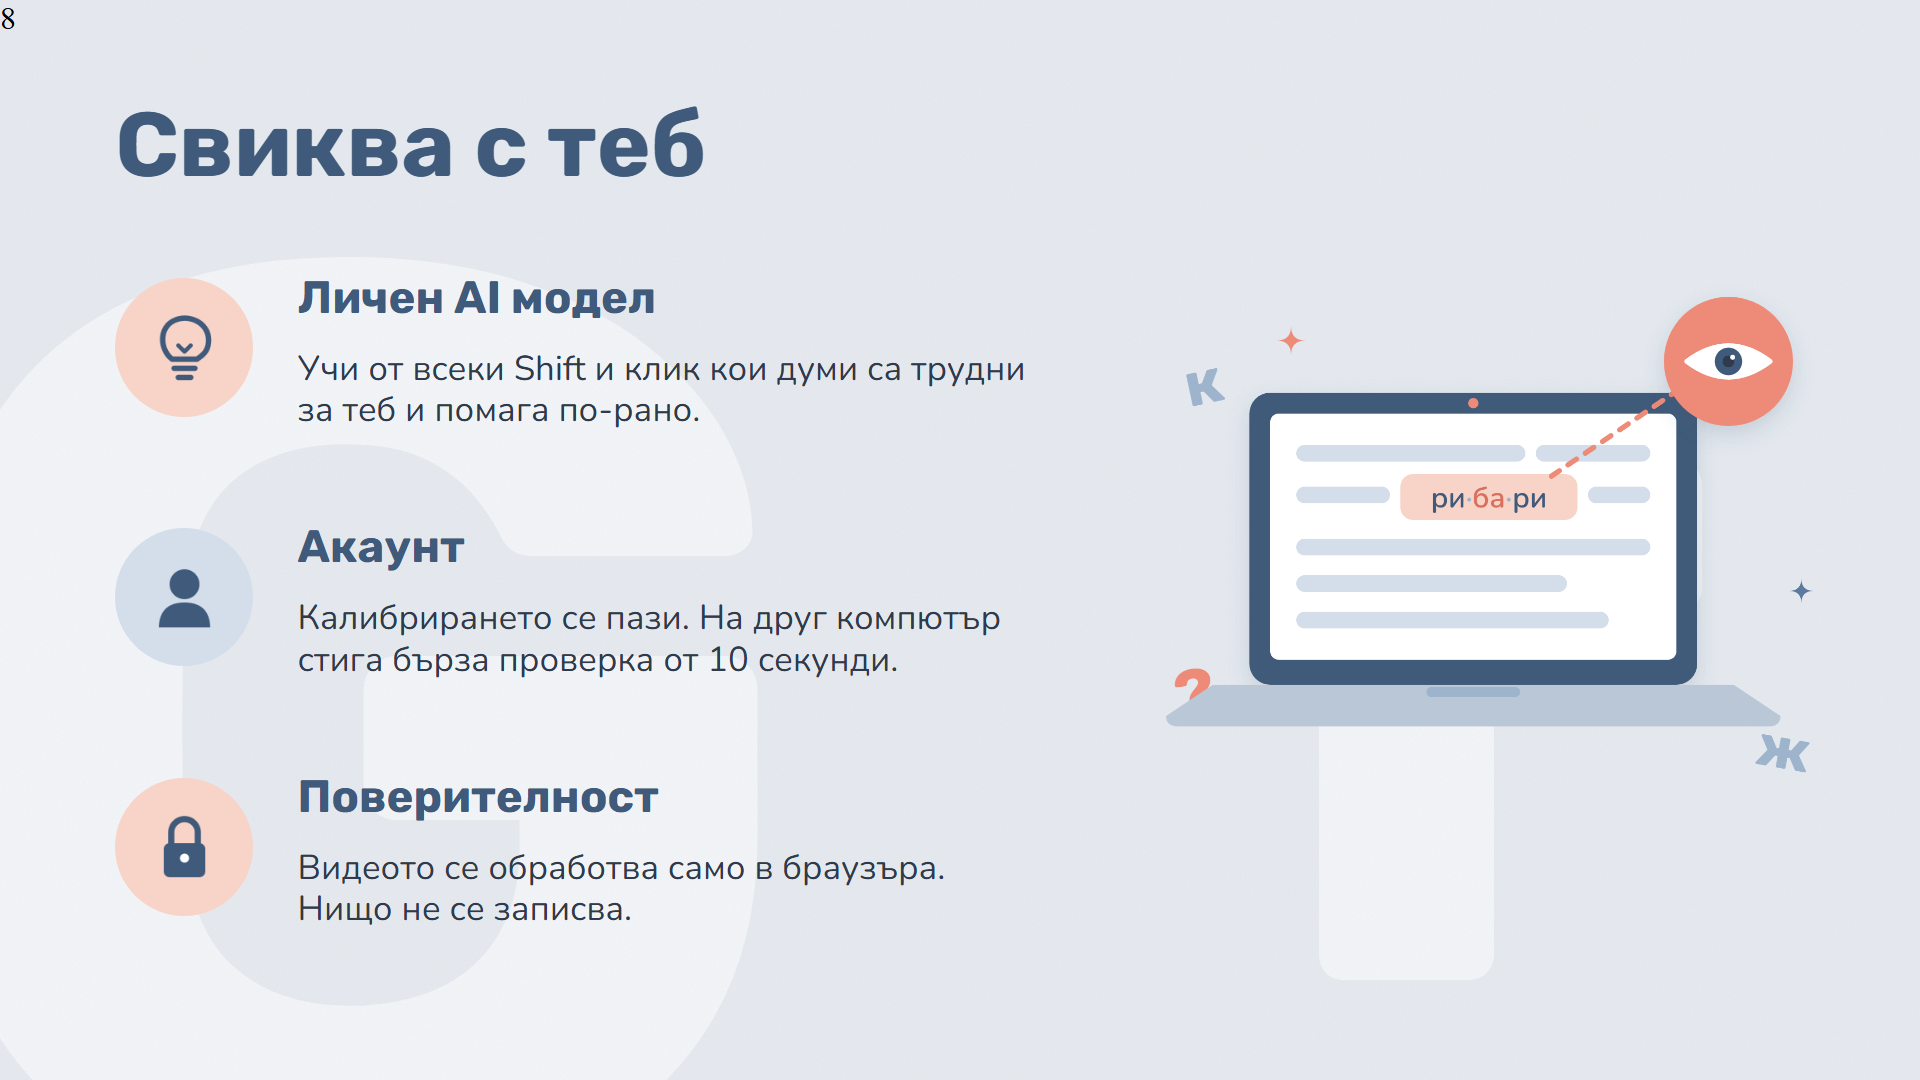 8
Свиква с теб
Личен AI модел
Учи от всеки Shift и клик кои думи са трудни
за теб и помага по-рано.
Акаунт
Калибрирането се пази. На друг компютър
стига бърза проверка от 10 секунди.
Поверителност
Видеото се обработва само в браузъра.
Нищо не се записва.
к
ри·ба·ри
?
ж